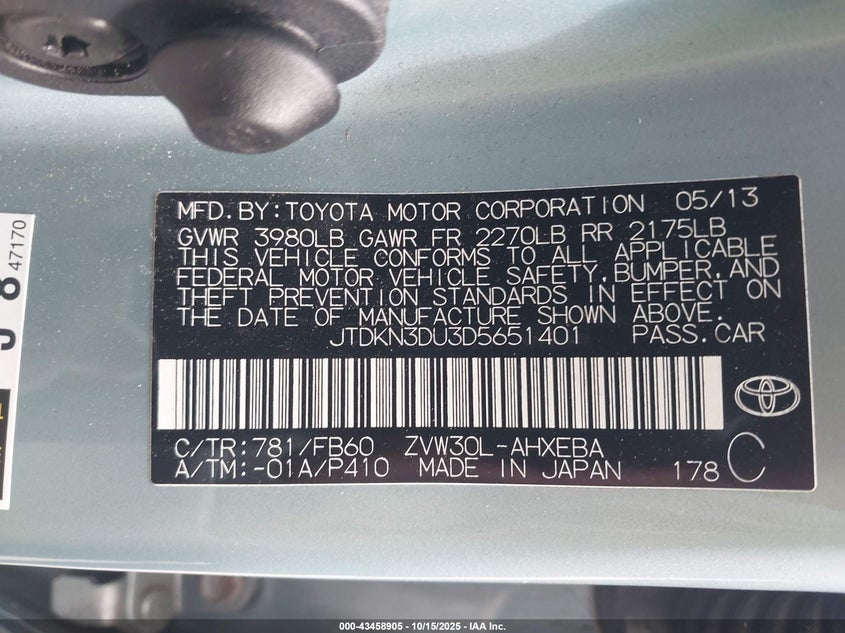 MFD. BY: TOYOTA MOTOR CORPORATION 05/13
GVWR 3980LB GAWR FR 2270LB RR 2175LB
THIS VEHICLE CONFORMS TO ALL APPLICABLE
FEDERAL MOTOR VEHICLE SAFETY, BUMPER, AND
THEFT PREVENTION STANDARDS IN EFFECT ON
THE DATE OF MANUFACTURE SHOWN ABOVE.
JTDKN3DU3D5651401 PASS. CAR
C/TR: 781/FB60 ZVW30L-AHXEBA
A/TM: -01A/P410 MADE IN JAPAN 178 C
47170
000-43458905 - 10/15/2025 - IAA Inc.